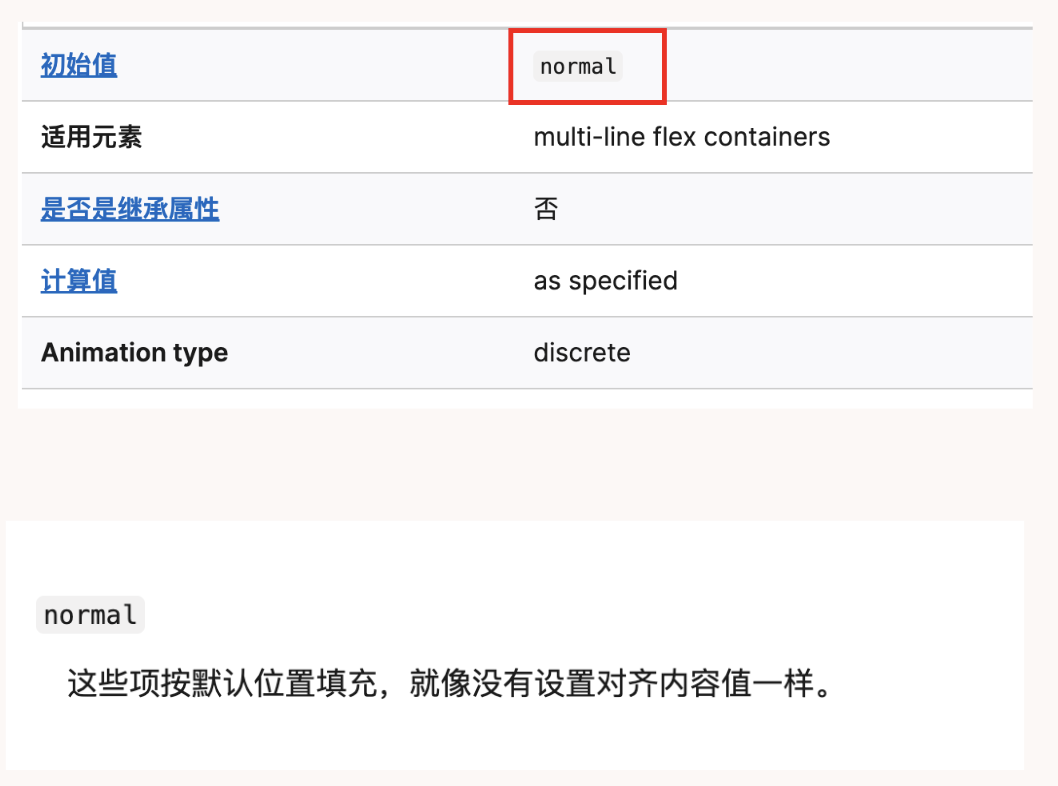 初始值 normal
适用元素 multi-line flex containers
是否是继承属性 否
计算值 as specified
Animation type discrete
normal
这些项按默认位置填充，就像没有设置对齐内容值一样。